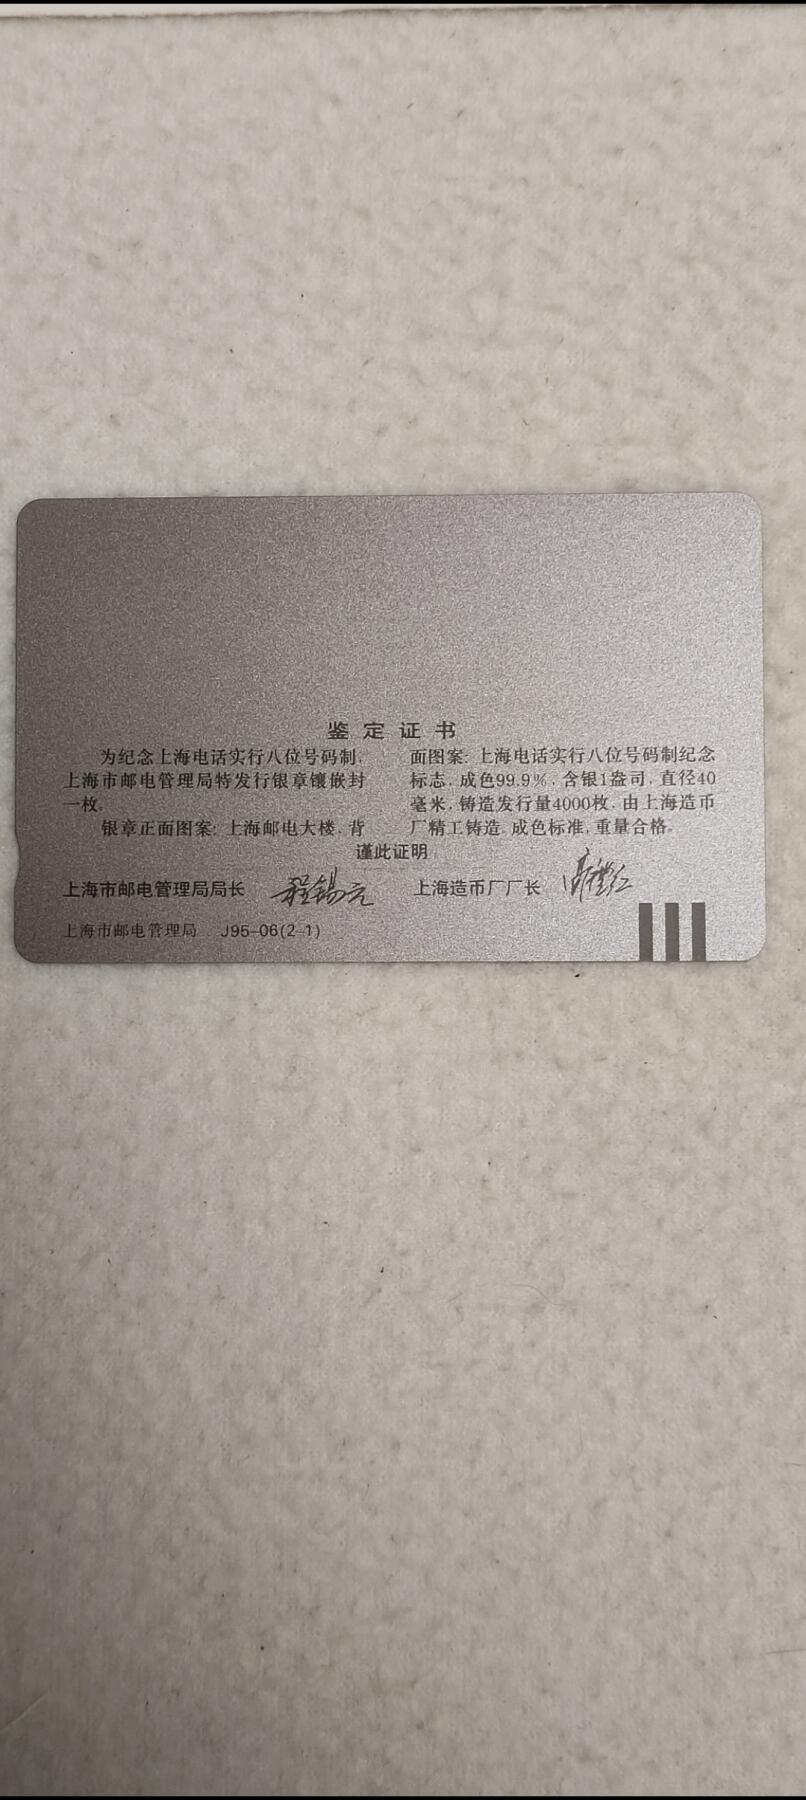 鉴定证书
为纪念上海电话实行八位号码制,
上海市邮电管理局特发行银章镶嵌封
一枚。
银章正面图案: 上海邮电大楼, 背
面图案: 上海电话实行八位号码制纪念
标志, 成色99.9%, 含银1盎司, 直径40
毫米, 铸造发行量4000枚, 由上海造币
厂精工铸造, 成色标准, 重量合格。
谨此证明
上海市邮电管理局局长 程锡元 上海造币厂厂长
上海市邮电管理局 J95-06(2-1)